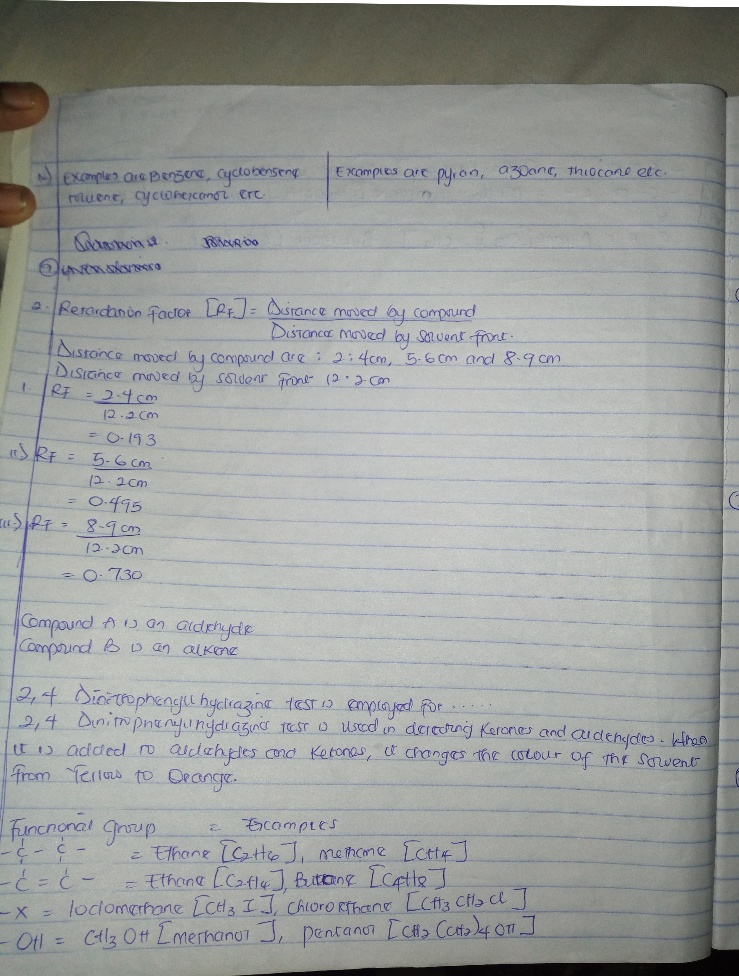 Examples are Benzene, cyclobenzene
toluene, cyclohexanol etc.
Examples are pyran, azoane, thiocane etc.
2. Retardation factor [RF] = Distance moved by compound
Distance moved by solvent front.
Distance moved by compound are : 2.4cm, 5.6cm and 8.9cm
Distance moved by solvent front 12.2cm
1. RF = 2.4cm
12.2cm
= 0.193
ii) RF = 5.6cm
12.2cm
= 0.495
iii) RF = 8.9cm
12.2cm
= 0.730
Compound A is an aldehyde
Compound B is an alkene
2,4 Dinitrophenylhydrazine test is employed for .....
2,4 Dinitrophenylhydrazine test is used in detecting Ketones and aldehydes. When
it is added to aldehydes and Ketones, it changes the colour of the solvent
from Yellow to Orange.
Functional group = Examples
-C-C- = Ethane [C2H6], methane [CH4]
-C=C- = Ethane [C2H4], Butane [C4H8]
-X = Iodomethane [CH3 I], Chloroethane [CH3 CH2 Cl]
-OH = CH3 OH [methanol], pentanol [CH3 (CH2)4 OH]